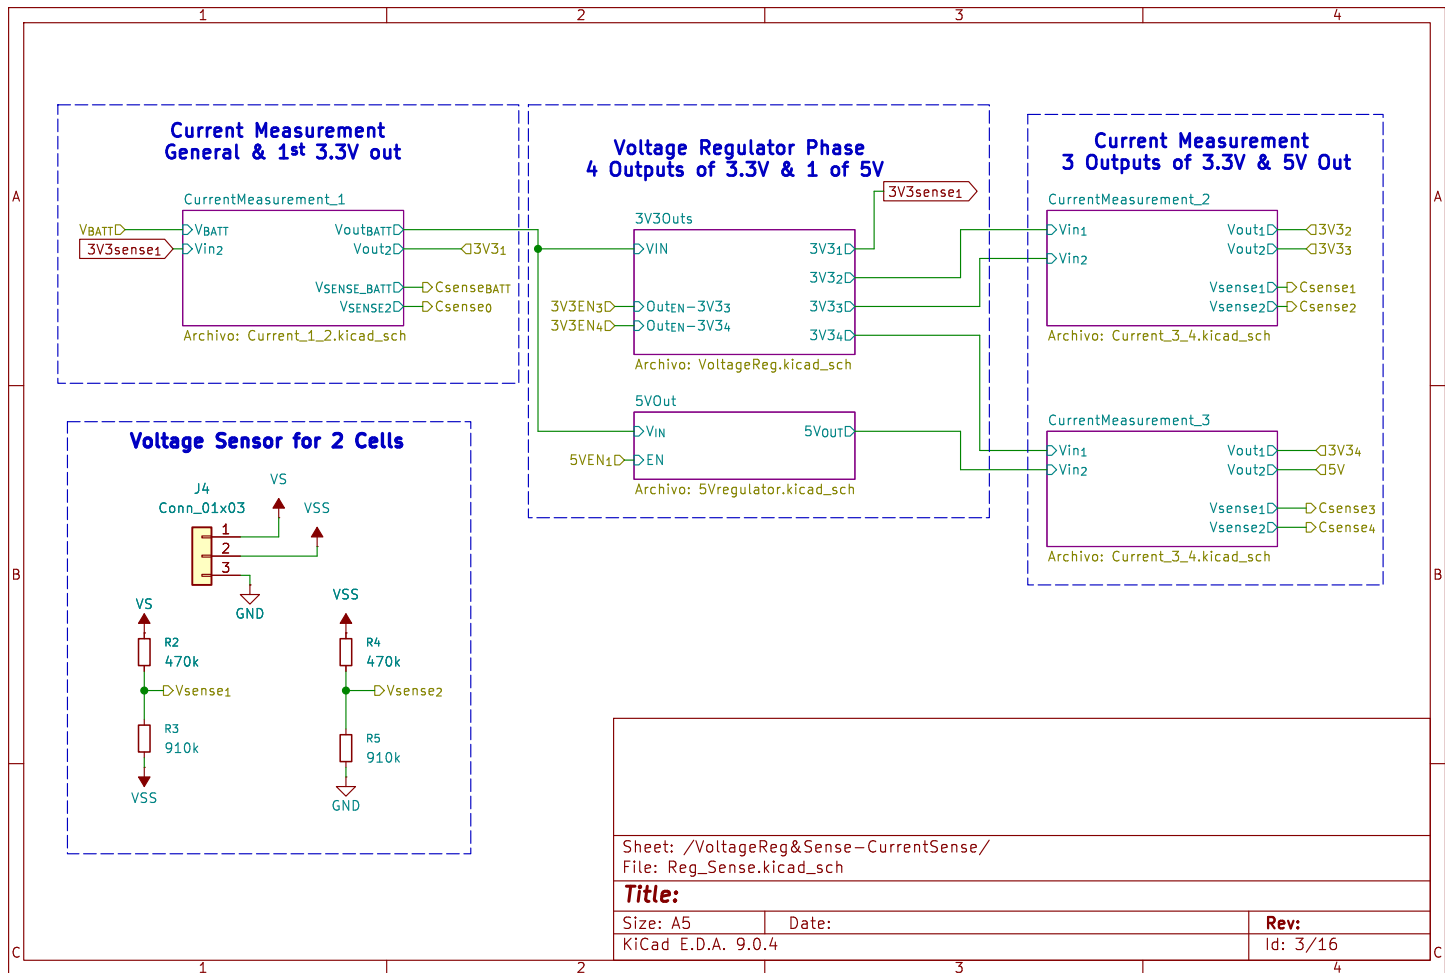 1 2 3 4
A
B
C
Current Measurement
General & 1st 3.3V out
CurrentMeasurement_1
VBATT
3V3sense1
VBATT
Vin2
VoutBATT
Vout2
3V31
VSENSE_BATT
CsenseBATT
VSENSE2
Csense0
Archivo: Current_1_2.kicad_sch
Voltage Regulator Phase
4 Outputs of 3.3V & 1 of 5V
3V3sense1
3V3Outs
VIN
3V31
3V32
3V3EN3
OutEN-3V33
3V33
3V3EN4
OutEN-3V34
3V34
Archivo: VoltageReg.kicad_sch
5VOut
VIN
5VOUT
5VEN1
EN
Archivo: 5Vregulator.kicad_sch
Current Measurement
3 Outputs of 3.3V & 5V Out
CurrentMeasurement_2
Vin1
Vout1
3V32
Vin2
Vout2
3V33
Vsense1
Csense1
Vsense2
Csense2
Archivo: Current_3_4.kicad_sch
CurrentMeasurement_3
Vin1
Vout1
3V34
Vin2
Vout2
5V
Vsense1
Csense3
Vsense2
Csense4
Archivo: Current_3_4.kicad_sch
Voltage Sensor for 2 Cells
J4
Conn_01x03
1
2
3
VS
VSS
GND
VS
R2
470k
Vsense1
R3
910k
VSS
VSS
R4
470k
Vsense2
R5
910k
GND
Sheet: /VoltageReg&Sense-CurrentSense/
File: Reg_Sense.kicad_sch
Title:
Size: A5
Date:
Rev:
KiCad E.D.A. 9.0.4
Id: 3/16
A
B
C
1 2 3 4